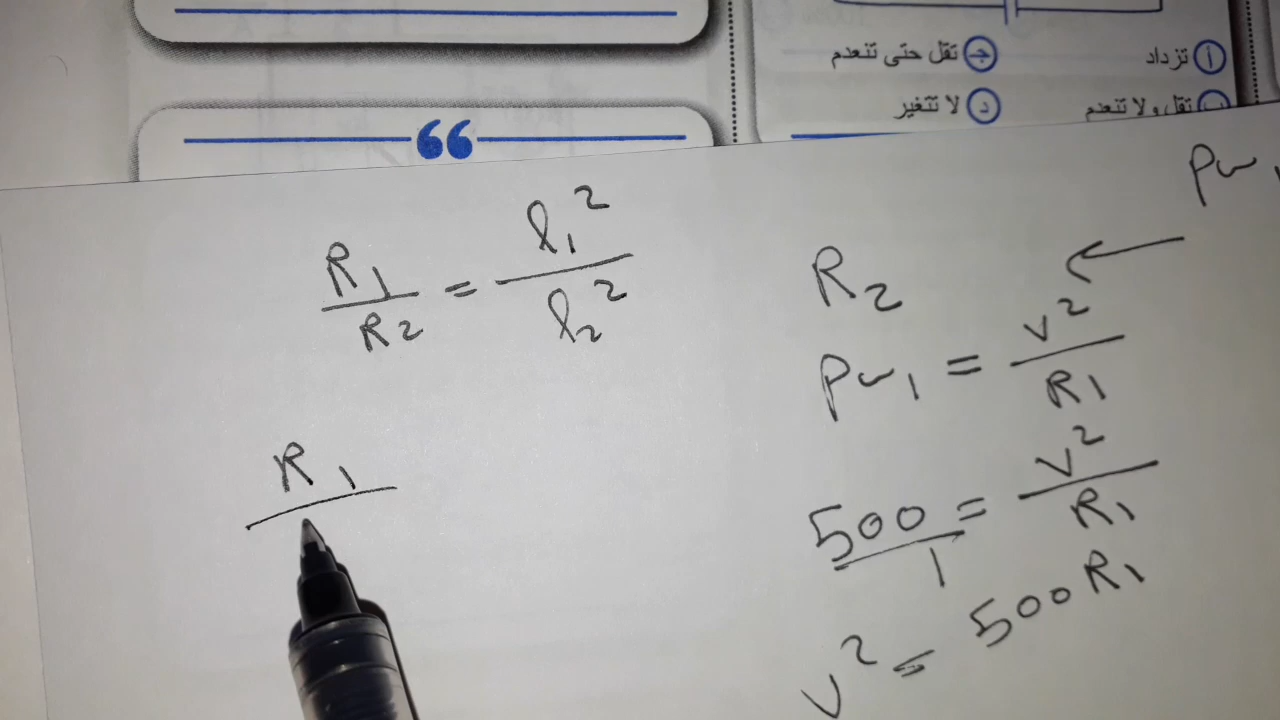 أ تزداد
ج تقل حتى تنعدم
ب تقل ولا تنعدم
د لا تتغير
“
R₁/R₂ = l₁²/l₂²
R₁
Pw₁
R₂
Pw₁ = V²/R₁
500/1 = V²/R₁
V² = 500R₁